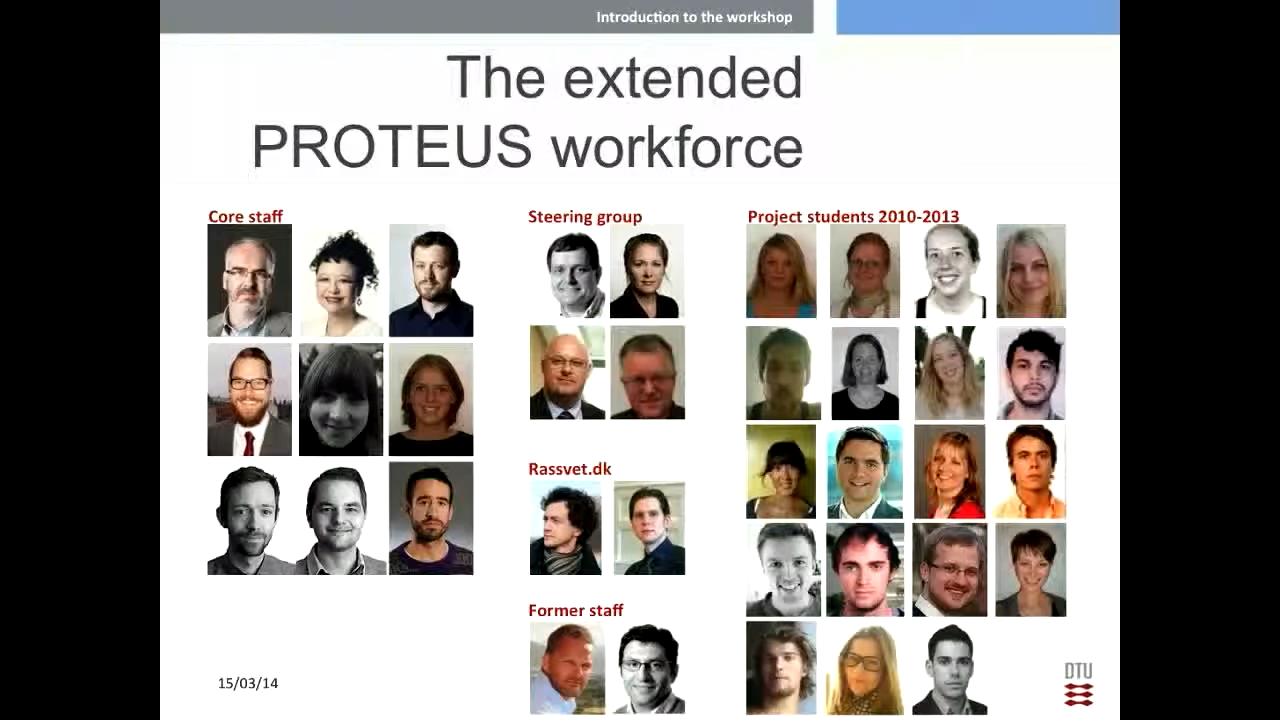 Introduction to the workshop
The extended
PROTEUS workforce
Core staff
Steering group
Project students 2010-2013
Rassvet.dk
Former staff
15/03/14
DTU